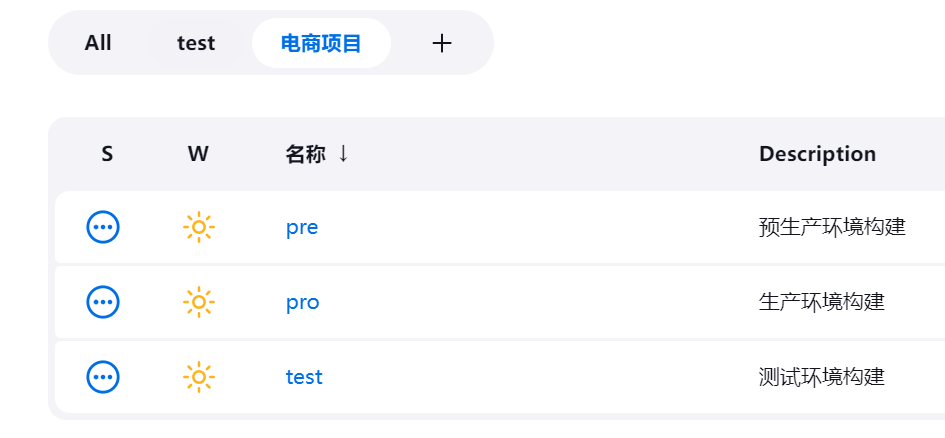 All test 电商项目 +
S W 名称 ↓ Description
pre 预生产环境构建
pro 生产环境构建
test 测试环境构建